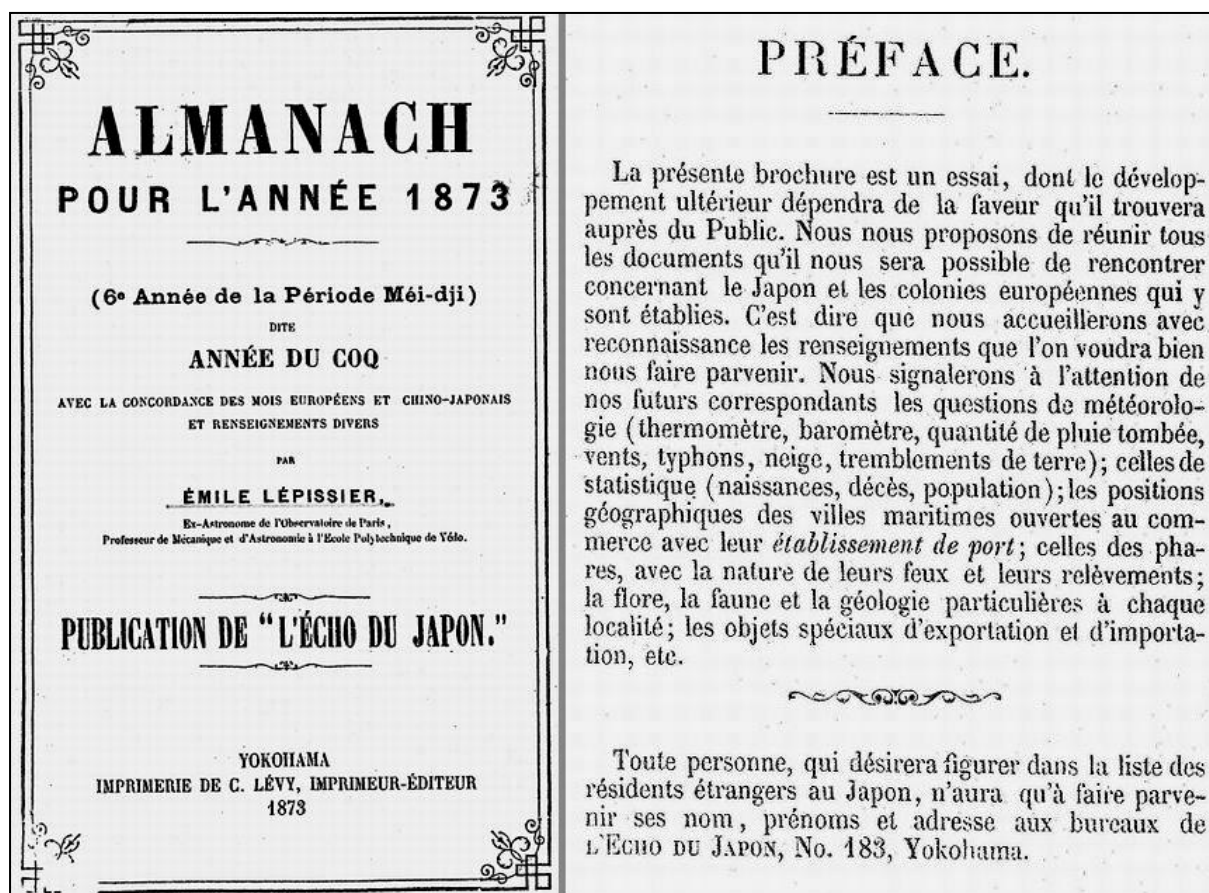 ALMANACH
POUR L'ANNÉE 1873
(6e Année de la Période Méi-dji)
DITE
ANNÉE DU COQ
AVEC LA CONCORDANCE DES MOIS EUROPÉENS ET CHINO-JAPONAIS
ET RENSEIGNEMENTS DIVERS
PAR
ÉMILE LÉPISSIER,
Ex-Astronome de l'Observatoire de Paris,
Professeur de Mécanique et d'Astronomie à l'Ecole Polytechnique de Yédo.
PUBLICATION DE "L'ÉCHO DU JAPON."
YOKOHAMA
IMPRIMERIE DE C. LÉVY, IMPRIMEUR-ÉDITEUR
1873
PRÉFACE.
La présente brochure est un essai, dont le dévelop-
pement ultérieur dépendra de la faveur qu'il trouvera
auprès du Public. Nous nous proposons de réunir tous
les documents qu'il nous sera possible de rencontrer
concernant le Japon et les colonies européennes qui y
sont établies. C'est dire que nous accueillerons avec
reconnaissance les renseignements que l'on voudra bien
nous faire parvenir. Nous signalerons à l'attention de
nos futurs correspondants les questions de météorolo-
gie (thermomètre, baromètre, quantité de pluie tombée,
vents, typhons, neige, tremblements de terre); celles de
statistique (naissances, décès, population); les positions
géographiques des villes maritimes ouvertes au com-
merce avec leur établissement de port; celles des pha-
res, avec la nature de leurs feux et leurs relèvements;
la flore, la faune et la géologie particulières à chaque
localité; les objets spéciaux d'exportation et d'importa-
tion, etc.
Toute personne, qui désirera figurer dans la liste des
résidents étrangers au Japon, n'aura qu'à faire parve-
nir ses nom, prénoms et adresse aux bureaux de
L'ECHO DU JAPON, No. 183, Yokohama.